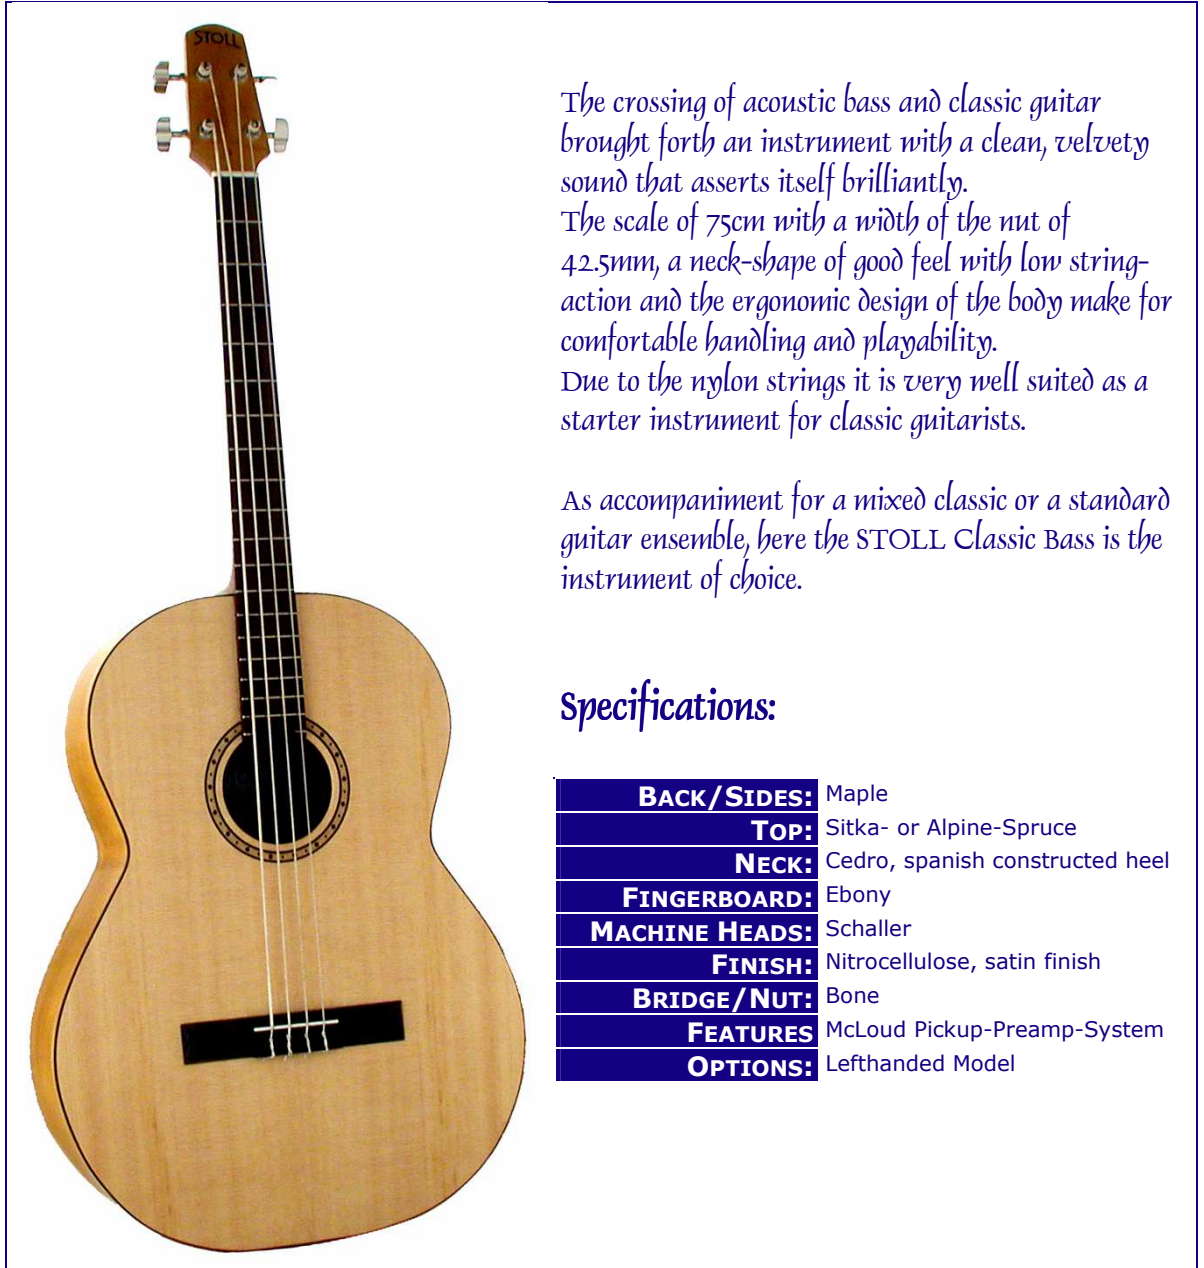 STOLL
The crossing of acoustic bass and classic guitar
brought forth an instrument with a clean, velvety
sound that asserts itself brilliantly.
The scale of 75cm with a width of the nut of
42.5mm, a neck-shape of good feel with low string-
action and the ergonomic design of the body make for
comfortable handling and playability.
Due to the nylon strings it is very well suited as a
starter instrument for classic guitarists.
As accompaniment for a mixed classic or a standard
guitar ensemble, here the STOLL Classic Bass is the
instrument of choice.
Specifications:
BACK/SIDES: Maple
TOP: Sitka- or Alpine-Spruce
NECK: Cedro, spanish constructed heel
FINGERBOARD: Ebony
MACHINE HEADS: Schaller
FINISH: Nitrocellulose, satin finish
BRIDGE/NUT: Bone
FEATURES McLoud Pickup-Preamp-System
OPTIONS: Lefthanded Model